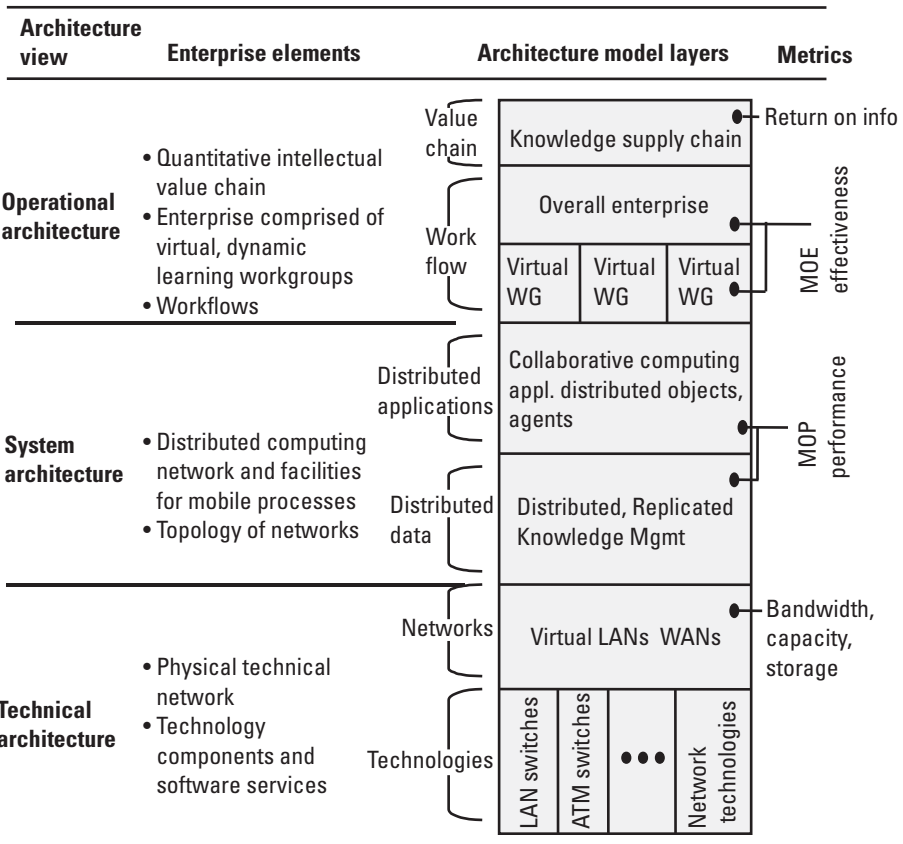 Architecture
view
Enterprise elements
Architecture model layers
Metrics
Operational
architecture
• Quantitative intellectual
value chain
• Enterprise comprised of
virtual, dynamic
learning workgroups
• Workflows
Value
chain
Knowledge supply chain
Return on info
Work
flow
Overall enterprise
Virtual
WG
Virtual
WG
Virtual
WG
MOE
effectiveness
System
architecture
• Distributed computing
network and facilities
for mobile processes
• Topology of networks
Distributed
applications
Collaborative computing
appl. distributed objects,
agents
Distributed
data
Distributed, Replicated
Knowledge Mgmt
MOP
performance
Technical
architecture
• Physical technical
network
• Technology
components and
software services
Networks
Virtual LANs WANs
Bandwidth,
capacity,
storage
Technologies
LAN switches
ATM switches
•••
Network
technologies